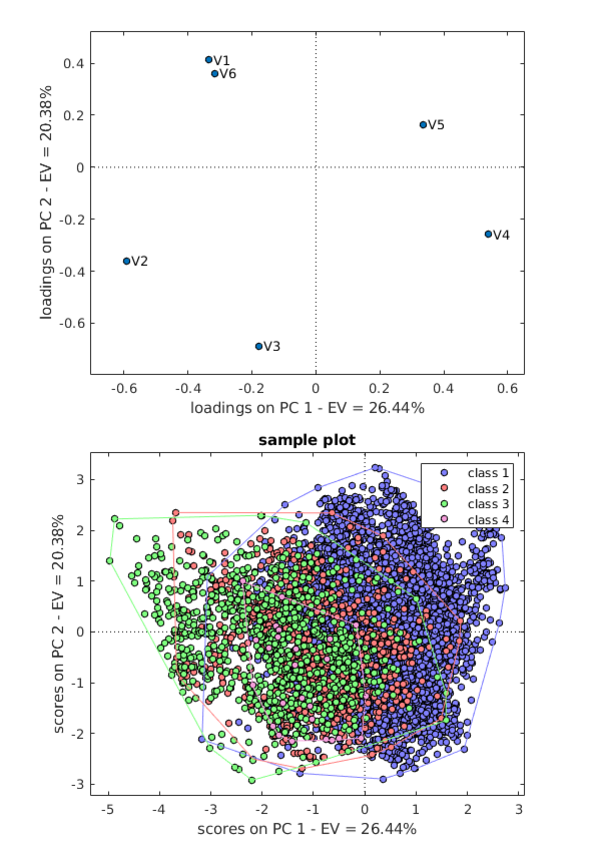 0.4
0.2
0
-0.2
-0.4
-0.6
loadings on PC 2 - EV = 20.38%
V1
V6
V5
V4
V2
V3
-0.6 -0.4 -0.2 0 0.2 0.4 0.6
loadings on PC 1 - EV = 26.44%
sample plot
class 1
class 2
class 3
class 4
3
2
1
0
-1
-2
-3
scores on PC 2 - EV = 20.38%
-5 -4 -3 -2 -1 0 1 2 3
scores on PC 1 - EV = 26.44%